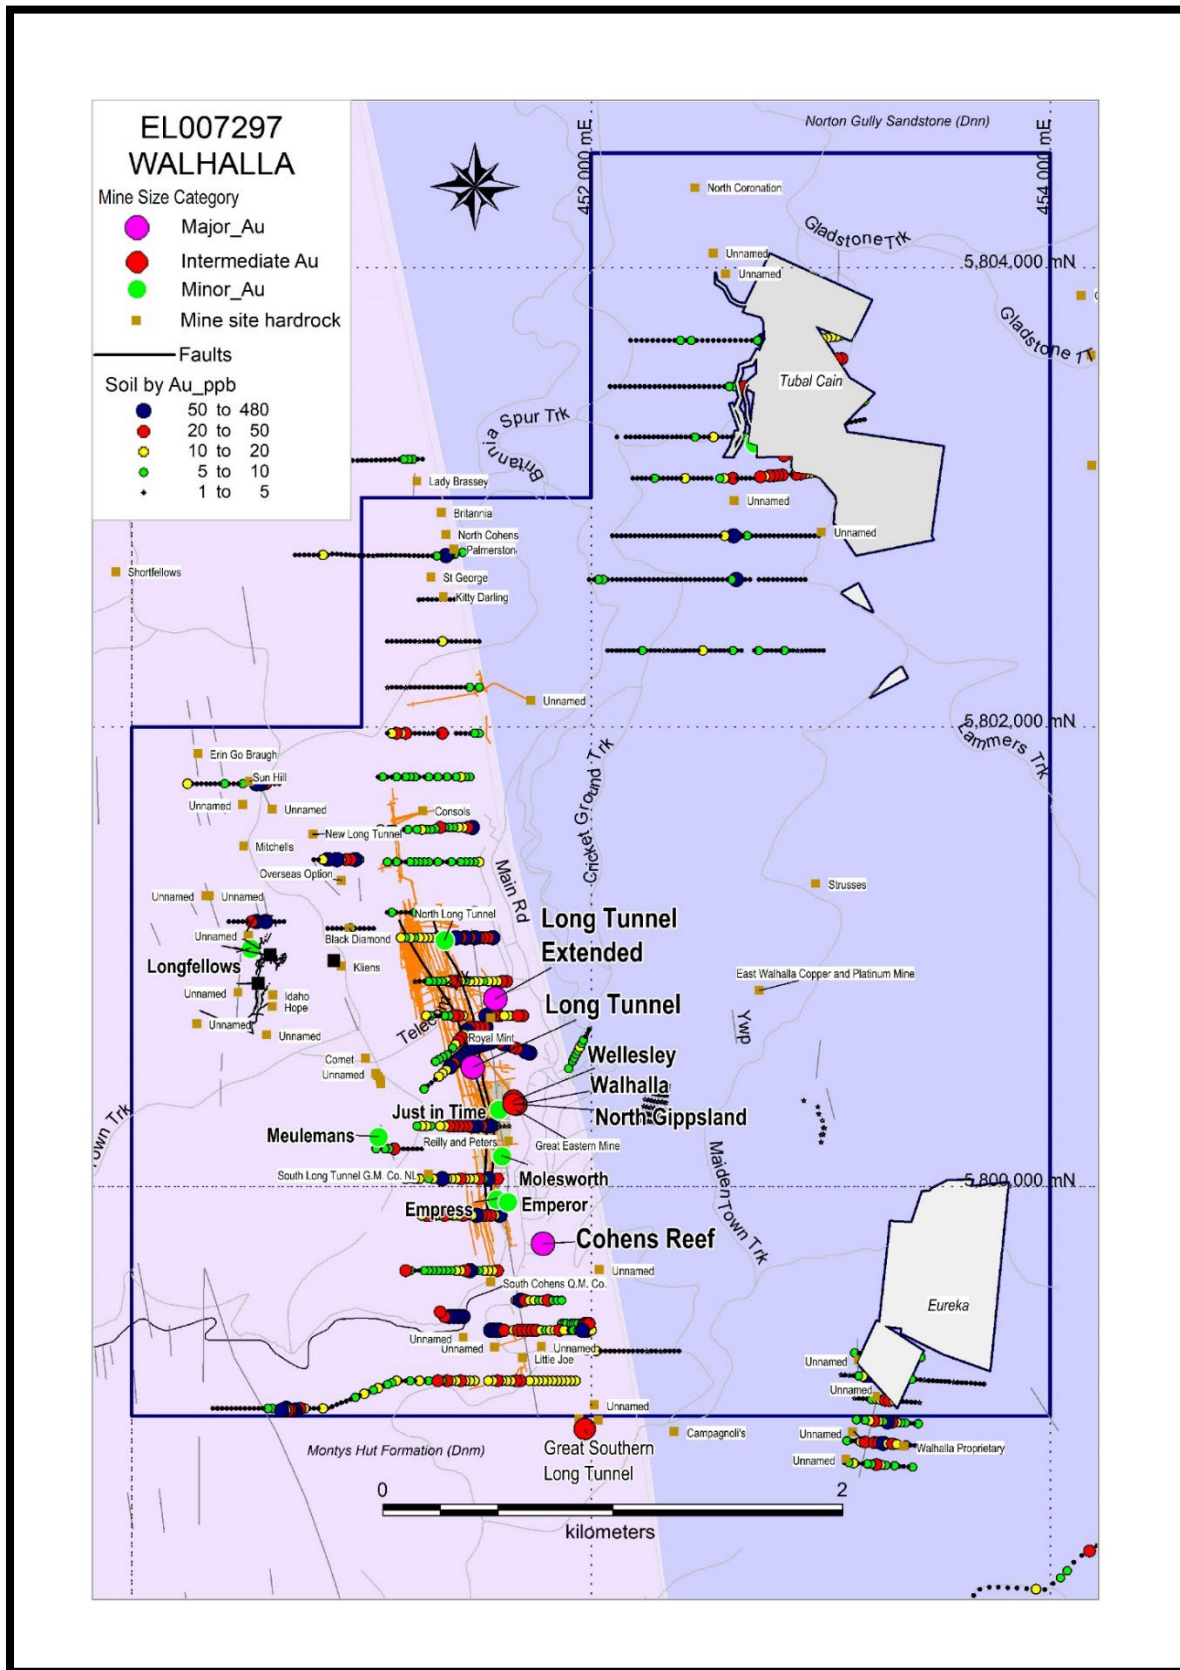 EL007297
WALHALLA
Mine Size Category
Major_Au
Intermediate Au
Minor_Au
Mine site hardrock
Faults
Soil by Au_ppb
50 to 480
20 to 50
10 to 20
5 to 10
1 to 5
Norton Gully Sandstone (Dnn)
452,000 mE
454,000 mE
North Coronation
Gladstone Trk
Unnamed
Unnamed
5,804,000 mN
Gladstone TT
Tubal Cain
Britannia Spur Trk
Lady Brassey
Britannia
North Cohens
Palmerston
Unnamed
Unnamed
Shortfellows
St George
Kitty Darling
Unnamed
5,802,000 mN
Lammers Trk
Erin Go Braugh
Sun Hill
Unnamed
Unnamed
Cricket Ground Trk
Consols
New Long Tunnel
Mitchells
Overseas Option
Main Rd
Strusses
Unnamed
Unnamed
North Long Tunnel
Long Tunnel
Extended
Black Diamond
Unnamed
Longfellows
Kliens
East Walhalla Copper and Platinum Mine
Unnamed
Idaho
Hope
Long Tunnel
Ywp
Unnamed
Unnamed
Royal Mint
Wellesley
Comet
Unnamed
Walhalla
Just in Time
North Gippsland
Meulemans
Reilly and Peters
Great Eastern Mine
Maiden Town Trk
South Long Tunnel G.M. Co. NL
Molesworth
5,800,000 mN
Empress
Emperor
Cohens Reef
Unnamed
South Cohens Q.M. Co.
Eureka
Unnamed
Unnamed
Unnamed
Little Joe
Unnamed
Unnamed
Unnamed
Campagnoli's
Unnamed
Walhalla Proprietary
Unnamed
Montys Hut Formation (Dnm)
Great Southern
Long Tunnel
0
2
kilometers